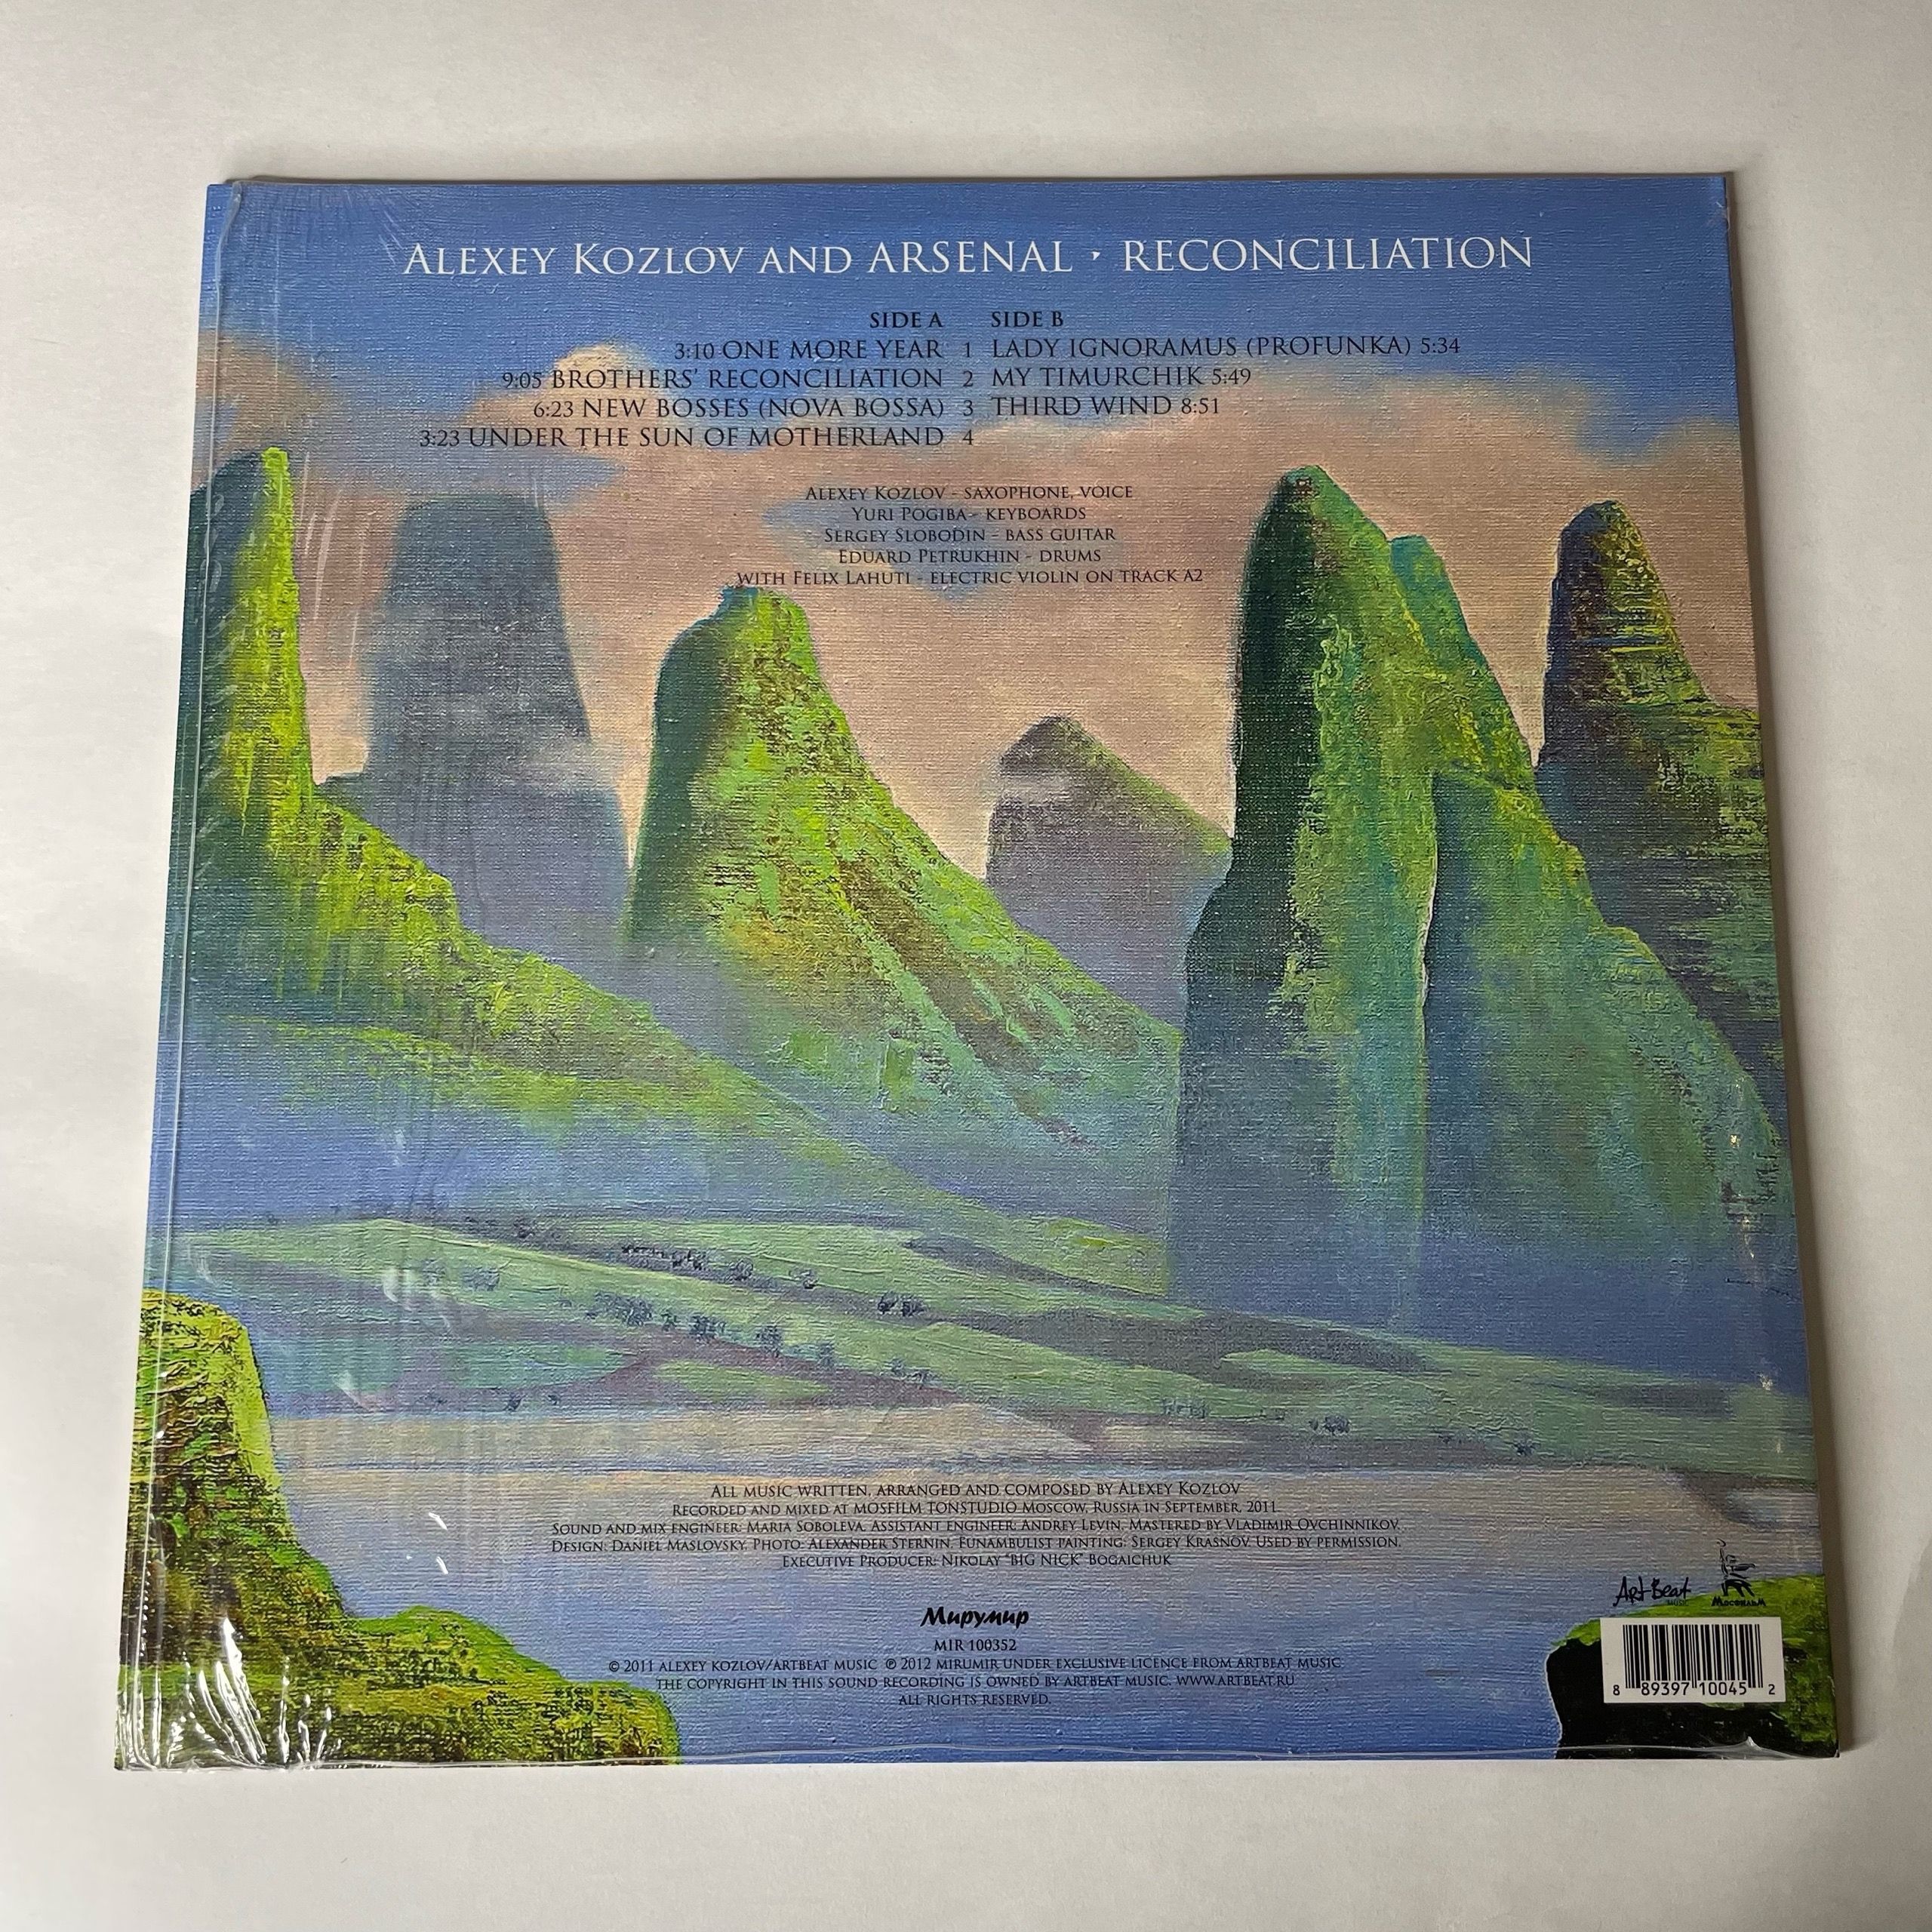 ALEXEY KOZLOV AND ARSENAL • RECONCILIATION
SIDE A SIDE B
3:10 ONE MORE YEAR 1 LADY IGNORAMUS (PROFUNKA) 5:34
9:05 BROTHERS' RECONCILIATION 2 MY TIMURCHIK 5:49
6:23 NEW BOSSES (NOVA BOSSA) 3 THIRD WIND 8:51
3:23 UNDER THE SUN OF MOTHERLAND 4
ALEXEY KOZLOV - SAXOPHONE, VOICE
YURI POGIBA - KEYBOARDS
SERGEY SLOBODIN - BASS GUITAR
EDUARD PETRUKHIN - DRUMS
WITH FELIX LAHUTI - ELECTRIC VIOLIN ON TRACK A2
ALL MUSIC WRITTEN, ARRANGED AND COMPOSED BY ALEXEY KOZLOV
RECORDED AND MIXED AT MOSFILM TONSTUDIO MOSCOW, RUSSIA IN SEPTEMBER, 2011.
SOUND AND MIX ENGINEER: MARIA SOBOLEVA. ASSISTANT ENGINEER: ANDREY LEVIN. MASTERED BY VLADIMIR OVCHINNIKOV.
DESIGN: DANIEL MASLOVSKY. PHOTO: ALEXANDER STERNIN. FUNAMBULIST PAINTING: SERGEY KRASNOV. USED BY PERMISSION.
EXECUTIVE PRODUCER: NIKOLAY "BIG NICK" BOGAICHUK
Art-Beat
MUSIC
МОСФИЛЬМ
Мирумир
MIR 100352
© 2011 ALEXEY KOZLOV/ARTBEAT MUSIC ℗ 2012 MIRUMIR UNDER EXCLUSIVE LICENCE FROM ARTBEAT MUSIC
THE COPYRIGHT IN THIS SOUND RECORDING IS OWNED BY ARTBEAT MUSIC. WWW.ARTBEAT.RU
ALL RIGHTS RESERVED.
8 89397 10045 2